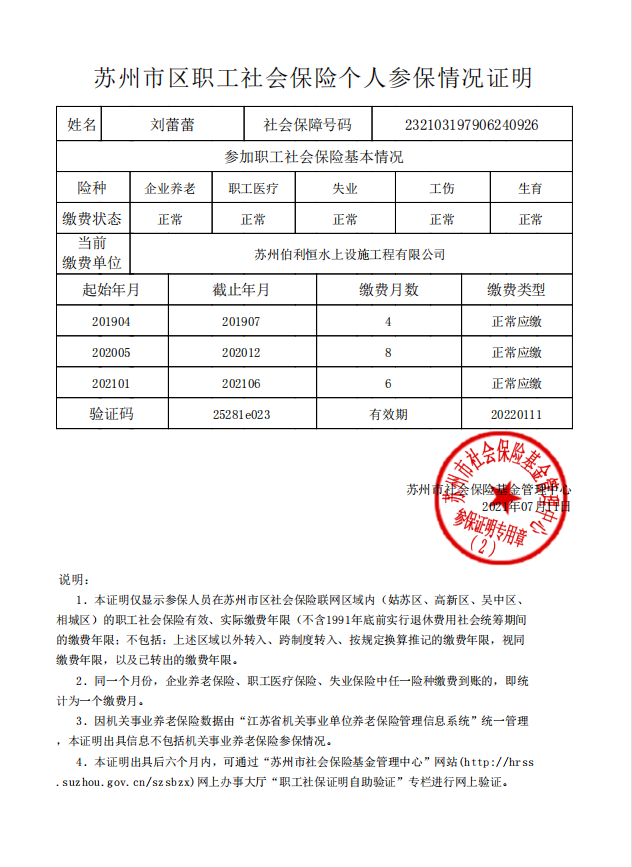 苏州市区职工社会保险个人参保情况证明
姓名 刘蕾蕾 社会保障号码 232103197906240926
参加职工社会保险基本情况
险种 企业养老 职工医疗 失业 工伤 生育
缴费状态 正常 正常 正常 正常 正常
当前
缴费单位 苏州伯利恒水上设施工程有限公司
起始年月 截止年月 缴费月数 缴费类型
201904 201907 4 正常应缴
202005 202012 8 正常应缴
202101 202106 6 正常应缴
验证码 25281e023 有效期 20220111
苏州市社会保险基金管理中心
2021年07月11日
苏州市社会保险基金管理中心
参保证明专用章
(2)
说明：
1．本证明仅显示参保人员在苏州市区社会保险联网区域内（姑苏区、高新区、吴中区、
相城区）的职工社会保险有效、实际缴费年限（不含1991年底前实行退休费用社会统筹期间
的缴费年限；不包括：上述区域以外转入、跨制度转入、按规定换算推记的缴费年限，视同
缴费年限，以及已转出的缴费年限。
2．同一个月份，企业养老保险、职工医疗保险、失业保险中任一险种缴费到账的，即统
计为一个缴费月。
3．因机关事业养老保险数据由“江苏省机关事业单位养老保险管理信息系统”统一管理
，本证明出具信息不包括机关事业养老保险参保情况。
4．本证明出具后六个月内，可通过“苏州市社会保险基金管理中心”网站(http://hrss
.suzhou.gov.cn/szsbzx)网上办事大厅“职工社保证明自助验证”专栏进行网上验证。